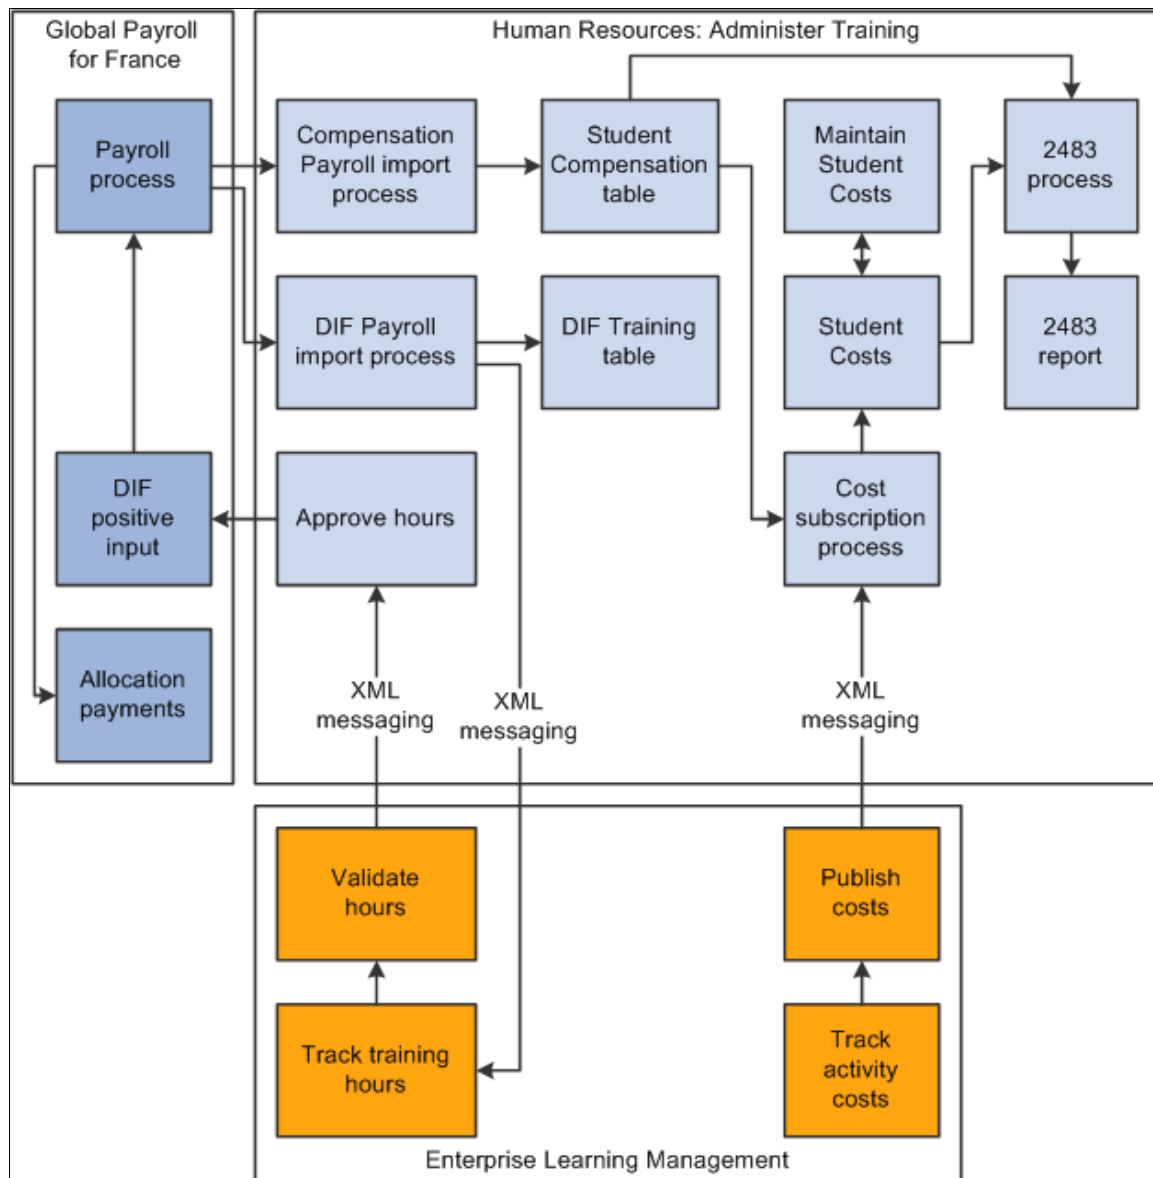 Global Payroll
for France
Human Resources: Administer Training
Payroll
process
Compensation
Payroll import
process
Student
Compensation
table
Maintain
Student
Costs
2483
process
DIF Payroll
import process
DIF Training
table
Student
Costs
2483
report
DIF
positive
input
Approve hours
Cost
subscription
process
Allocation
payments
XML
messaging
XML
messaging
XML
messaging
Validate
hours
Publish
costs
Track training
hours
Track
activity
costs
Enterprise Learning Management